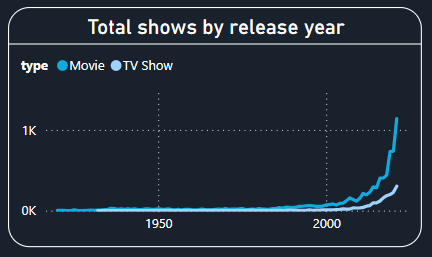 Total shows by release year
type Movie TV Show
1K
0K
1950 2000